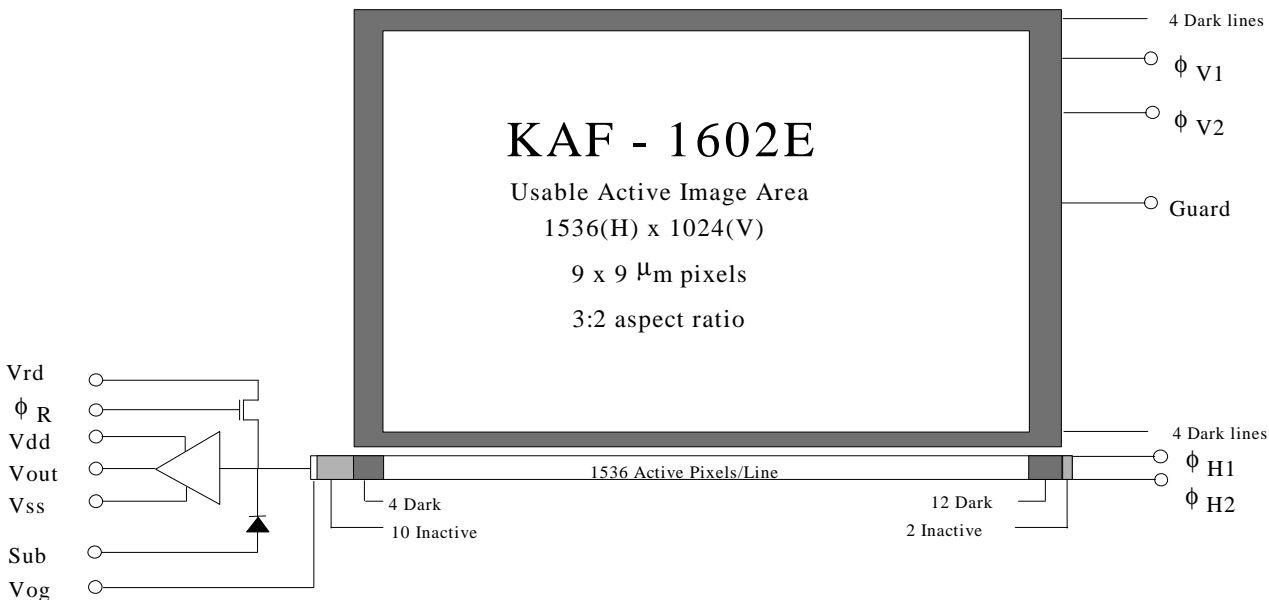 4 Dark lines
ϕ V1
ϕ V2
KAF - 1602E
Usable Active Image Area
1536(H) x 1024(V)
9 x 9 μm pixels
3:2 aspect ratio
Guard
Vrd
ϕ R
Vdd
Vout
Vss
Sub
Vog
4 Dark lines
ϕ H1
ϕ H2
1536 Active Pixels/Line
4 Dark
10 Inactive
12 Dark
2 Inactive